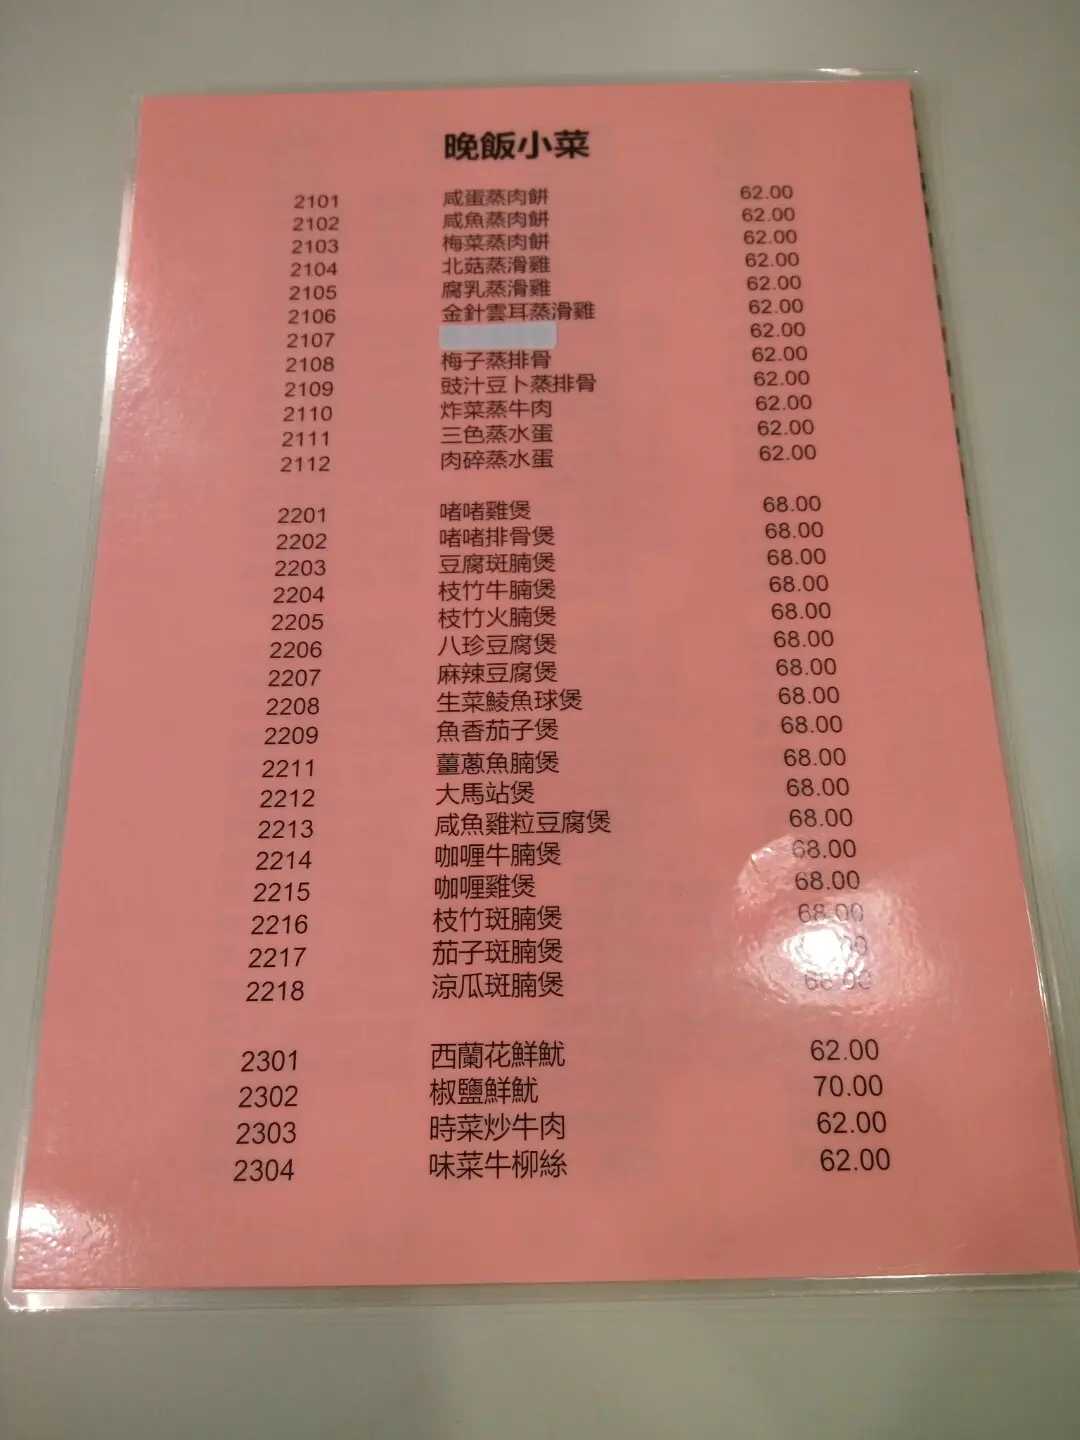 晚飯小菜
2101 咸蛋蒸肉餅 62.00
2102 咸魚蒸肉餅 62.00
2103 梅菜蒸肉餅 62.00
2104 北菇蒸滑雞 62.00
2105 腐乳蒸滑雞 62.00
2106 金針雲耳蒸滑雞 62.00
2107 62.00
2108 梅子蒸排骨 62.00
2109 豉汁豆卜蒸排骨 62.00
2110 炸菜蒸牛肉 62.00
2111 三色蒸水蛋 62.00
2112 肉碎蒸水蛋 62.00
2201 啫啫雞煲 68.00
2202 啫啫排骨煲 68.00
2203 豆腐斑腩煲 68.00
2204 枝竹牛腩煲 68.00
2205 枝竹火腩煲 68.00
2206 八珍豆腐煲 68.00
2207 麻辣豆腐煲 68.00
2208 生菜鯪魚球煲 68.00
2209 魚香茄子煲 68.00
2211 薑蔥魚腩煲 68.00
2212 大馬站煲 68.00
2213 咸魚雞粒豆腐煲 68.00
2214 咖喱牛腩煲 68.00
2215 咖喱雞煲 68.00
2216 枝竹斑腩煲 68.00
2217 茄子斑腩煲
2218 涼瓜斑腩煲 68.00
2301 西蘭花鮮魷 62.00
2302 椒鹽鮮魷 70.00
2303 時菜炒牛肉 62.00
2304 味菜牛柳絲 62.00